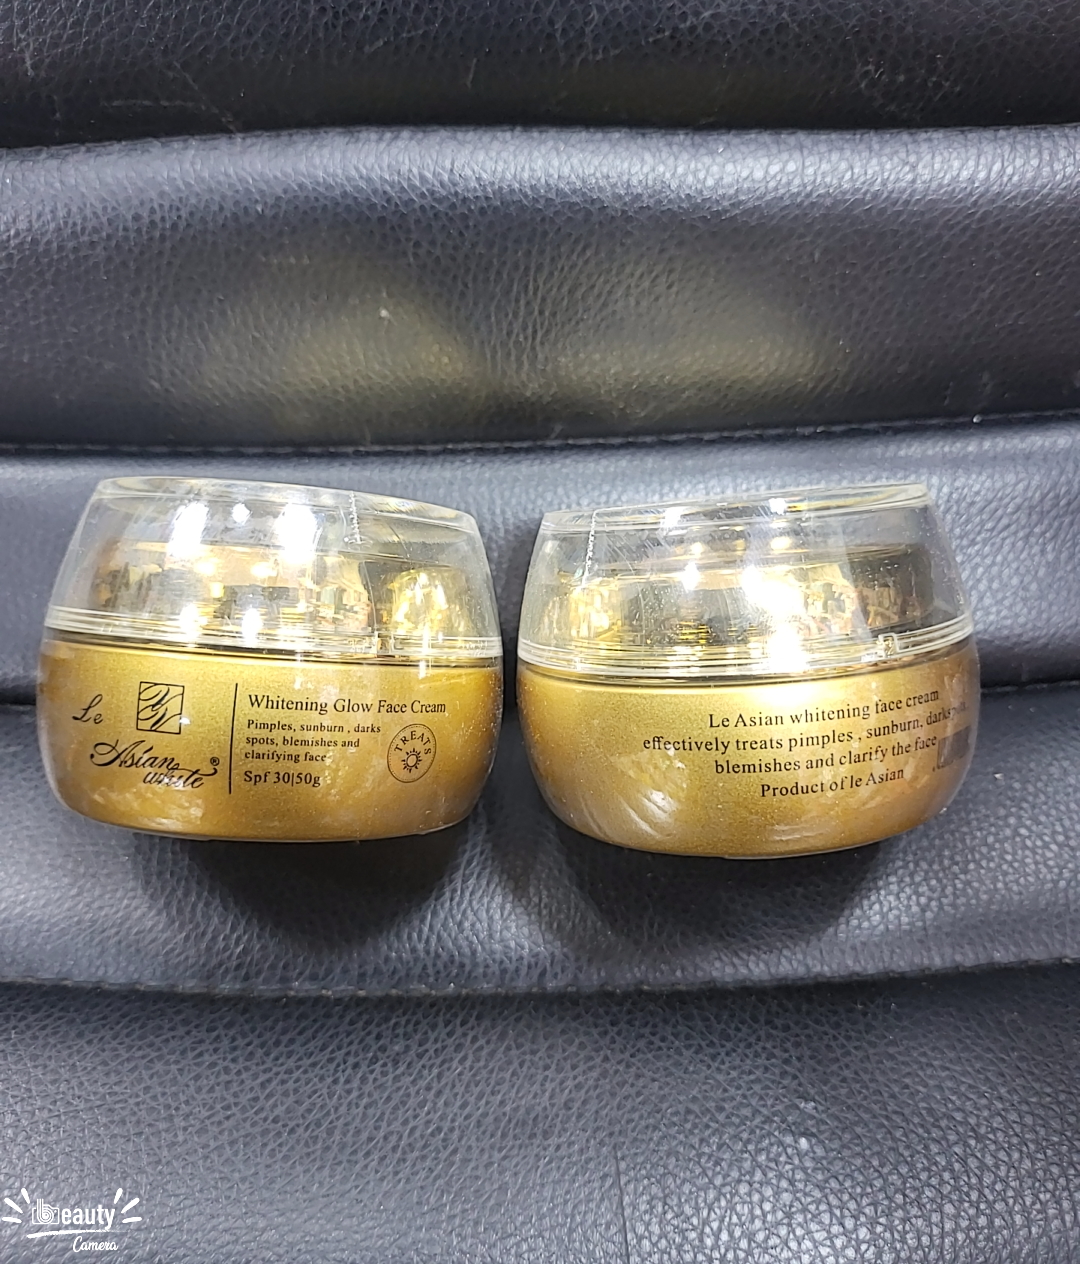 Le
Asian
white®
Whitening Glow Face Cream
Pimples, sunburn , darks
spots, blemishes and
clarifying face
Spf 30|50g
TREATS
Le Asian whitening face cream
effectively treats pimples , sunburn, dark
blemishes and clarify the face
Product of le Asian
beauty
Camera